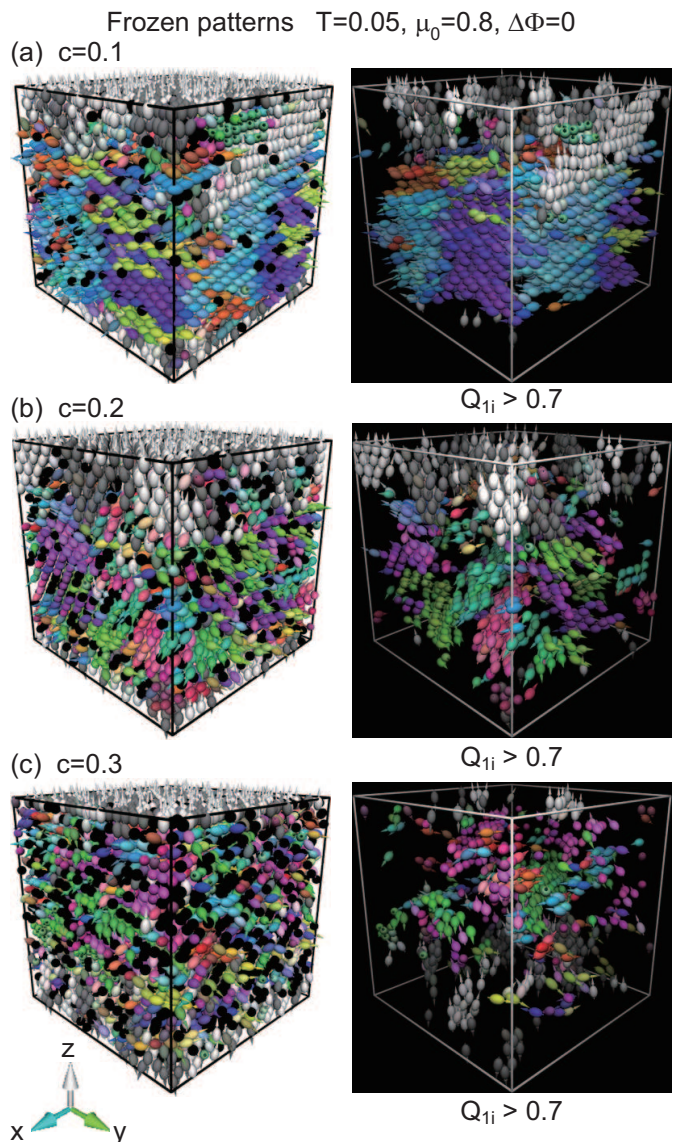 Frozen patterns T=0.05, μ0=0.8, ΔΦ=0
(a) c=0.1
Q1i > 0.7
(b) c=0.2
Q1i > 0.7
(c) c=0.3
Q1i > 0.7
z
x
y